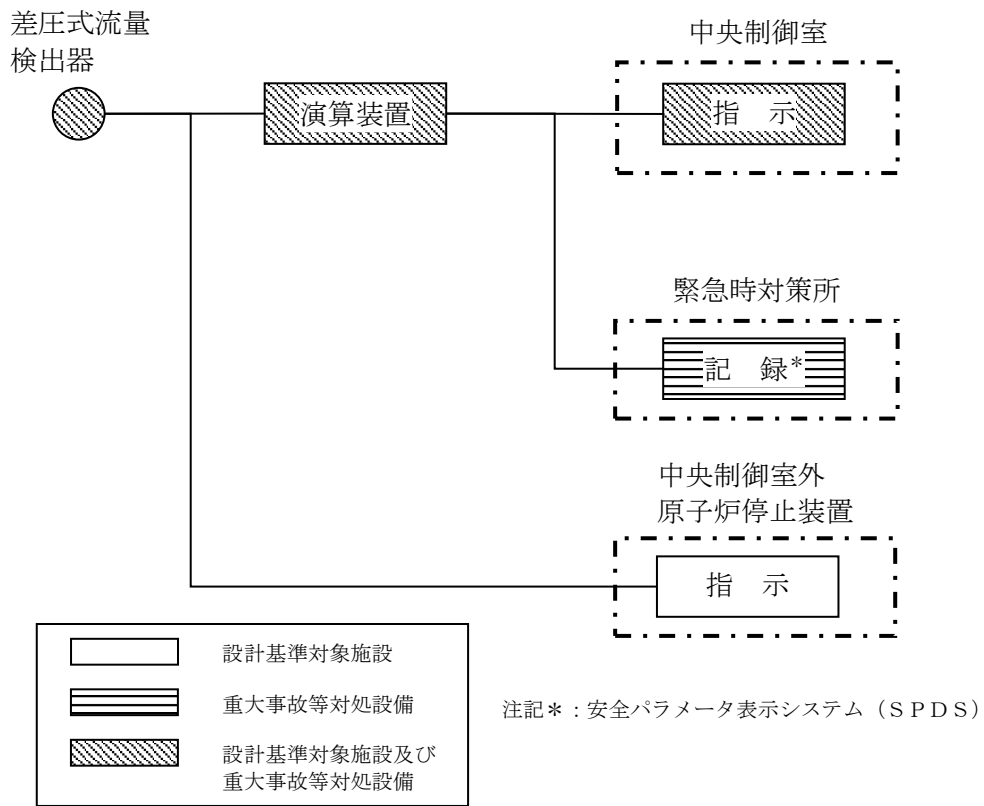 差圧式流量
検出器
中央制御室
演算装置
指　示
緊急時対策所
記　録*
中央制御室外
原子炉停止装置
指　示
設計基準対象施設
重大事故等対処設備
設計基準対象施設及び
重大事故等対処設備
注記＊：安全パラメータ表示システム（ＳＰＤＳ）